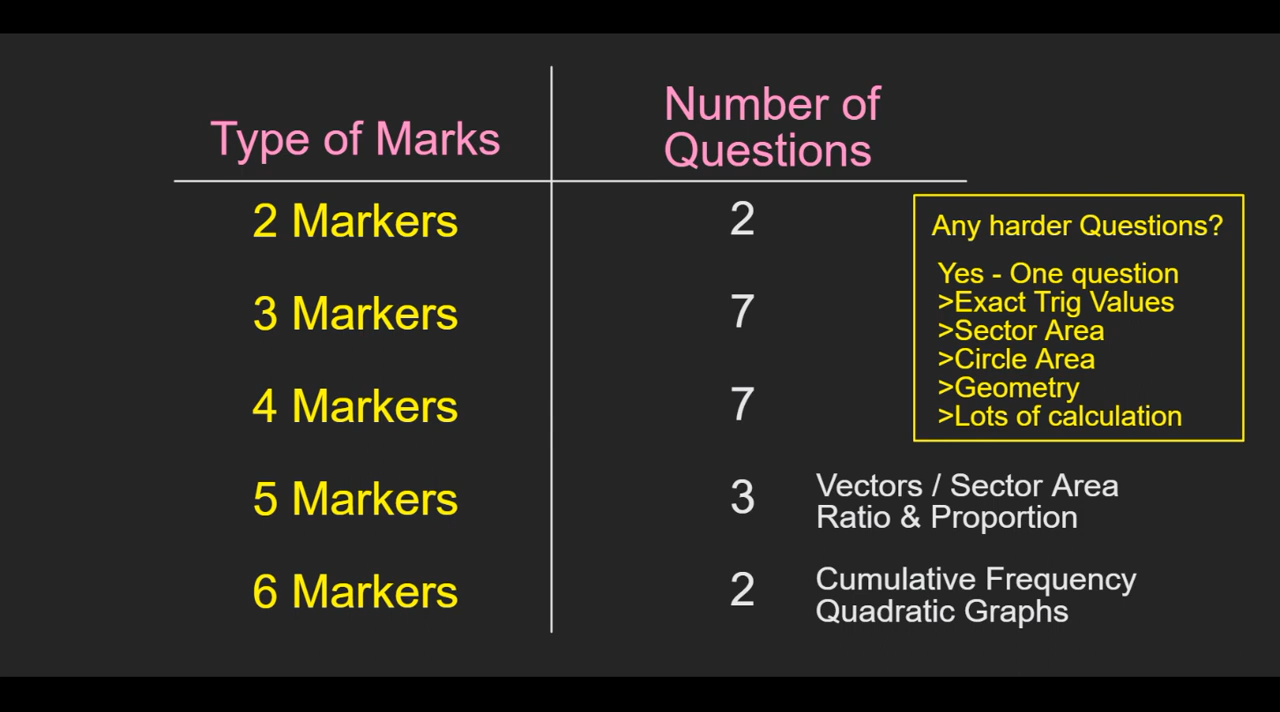 Type of Marks
Number of
Questions
2 Markers 2
3 Markers 7
4 Markers 7
5 Markers 3 Vectors / Sector Area
Ratio & Proportion
6 Markers 2 Cumulative Frequency
Quadratic Graphs
Any harder Questions?
Yes - One question
>Exact Trig Values
>Sector Area
>Circle Area
>Geometry
>Lots of calculation